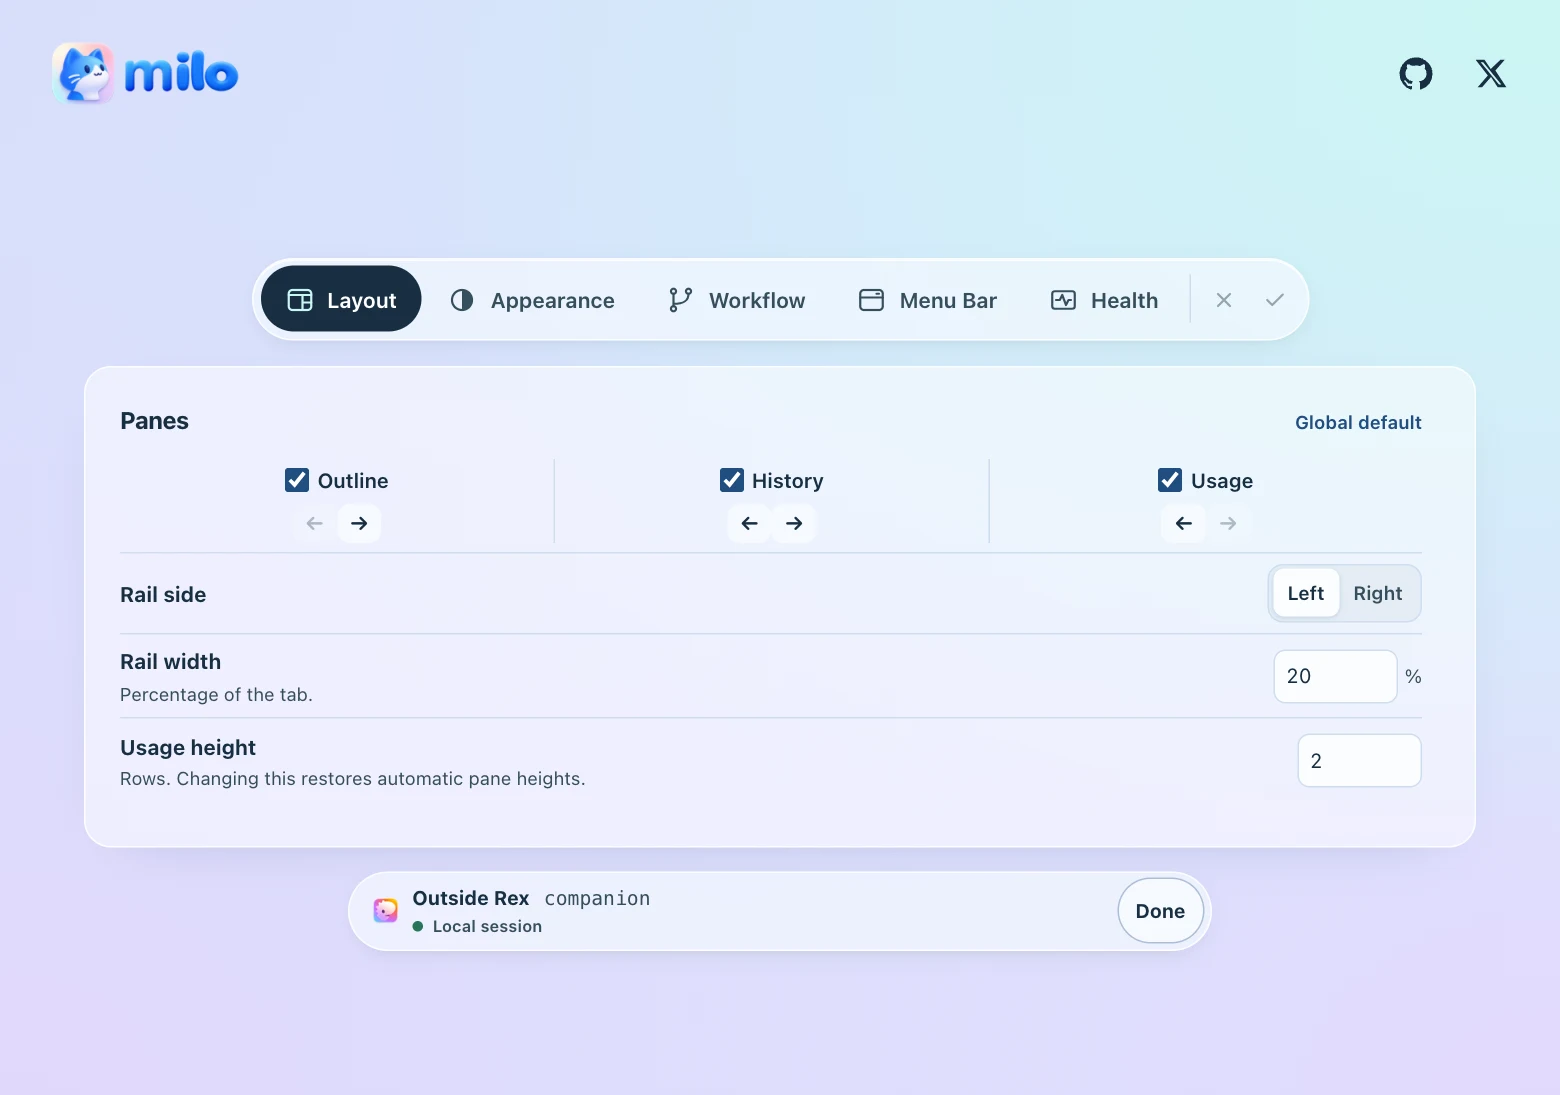 milo
Layout Appearance Workflow Menu Bar Health
Panes
Global default
Outline History Usage
Rail side
Left Right
Rail width
Percentage of the tab.
20 %
Usage height
Rows. Changing this restores automatic pane heights.
2
Outside Rex companion
Local session
Done